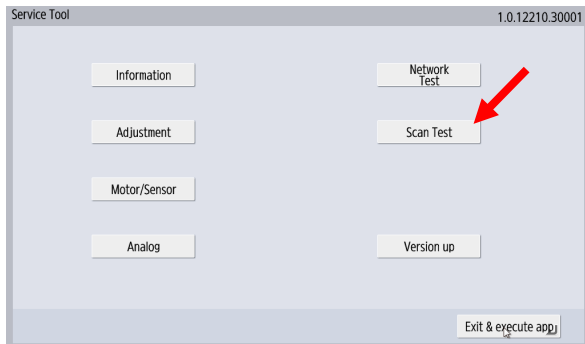 Service Tool
1.0.12210.30001
Information
Network
Test
Adjustment
Scan Test
Motor/Sensor
Analog
Version up
Exit & execute app